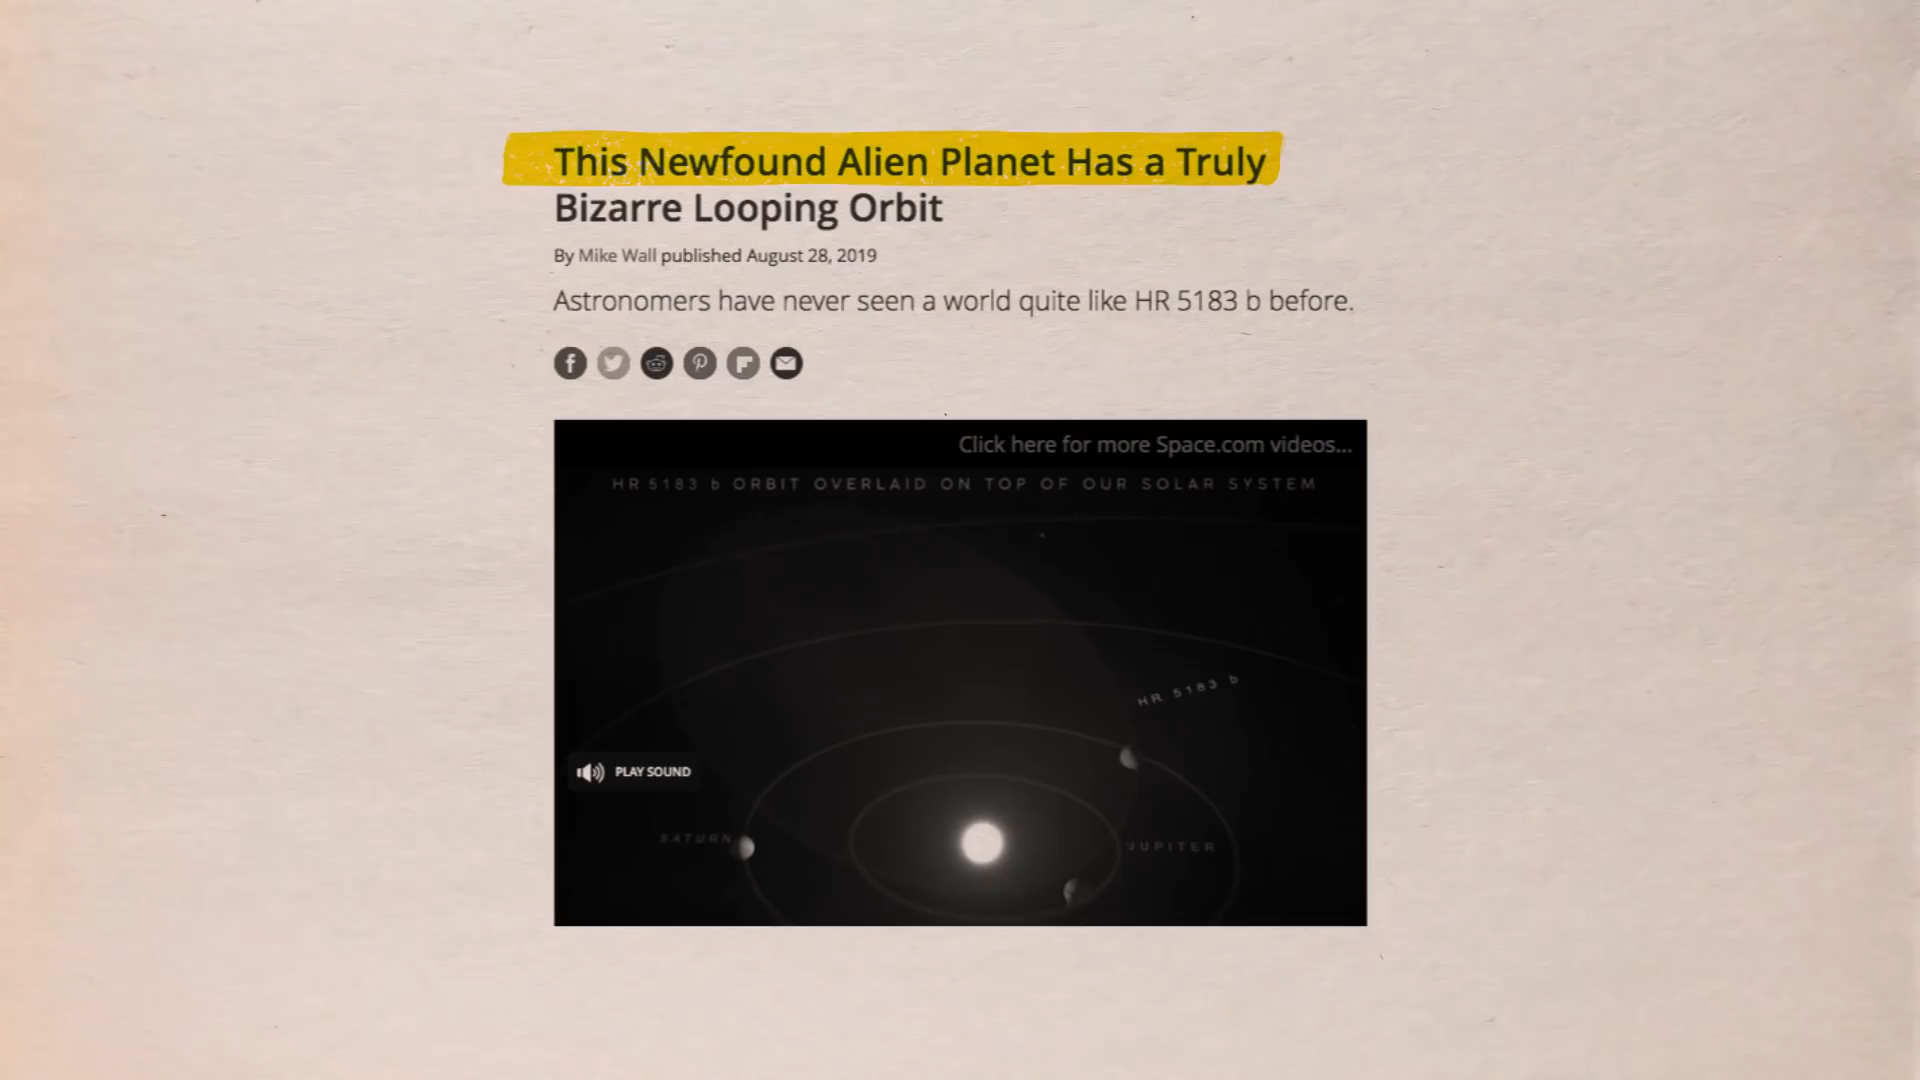 This Newfound Alien Planet Has a Truly
Bizarre Looping Orbit
By Mike Wall published August 28, 2019
Astronomers have never seen a world quite like HR 5183 b before.
Click here for more Space.com videos...
HR 5183 b ORBIT OVERLAID ON TOP OF OUR SOLAR SYSTEM
HR 5183 b
PLAY SOUND
SATURN
JUPITER